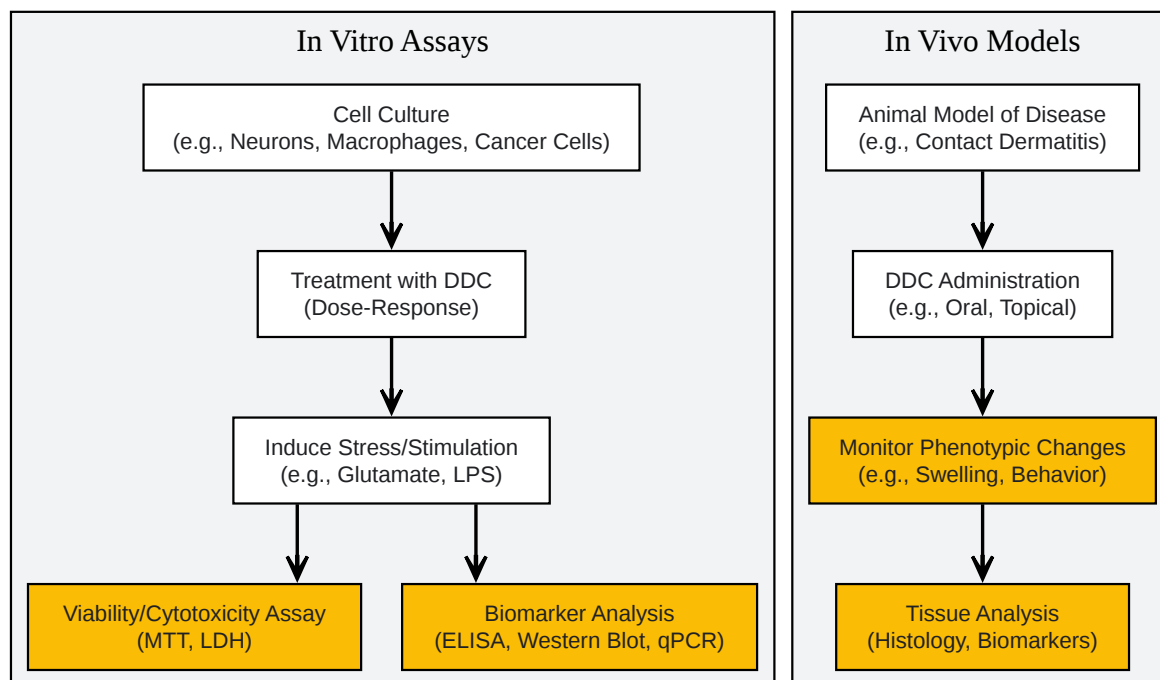 In Vitro Assays
Cell Culture
(e.g., Neurons, Macrophages, Cancer Cells)
Treatment with DDC
(Dose-Response)
Induce Stress/Stimulation
(e.g., Glutamate, LPS)
Viability/Cytotoxicity Assay
(MTT, LDH)
Biomarker Analysis
(ELISA, Western Blot, qPCR)
In Vivo Models
Animal Model of Disease
(e.g., Contact Dermatitis)
DDC Administration
(e.g., Oral, Topical)
Monitor Phenotypic Changes
(e.g., Swelling, Behavior)
Tissue Analysis
(Histology, Biomarkers)